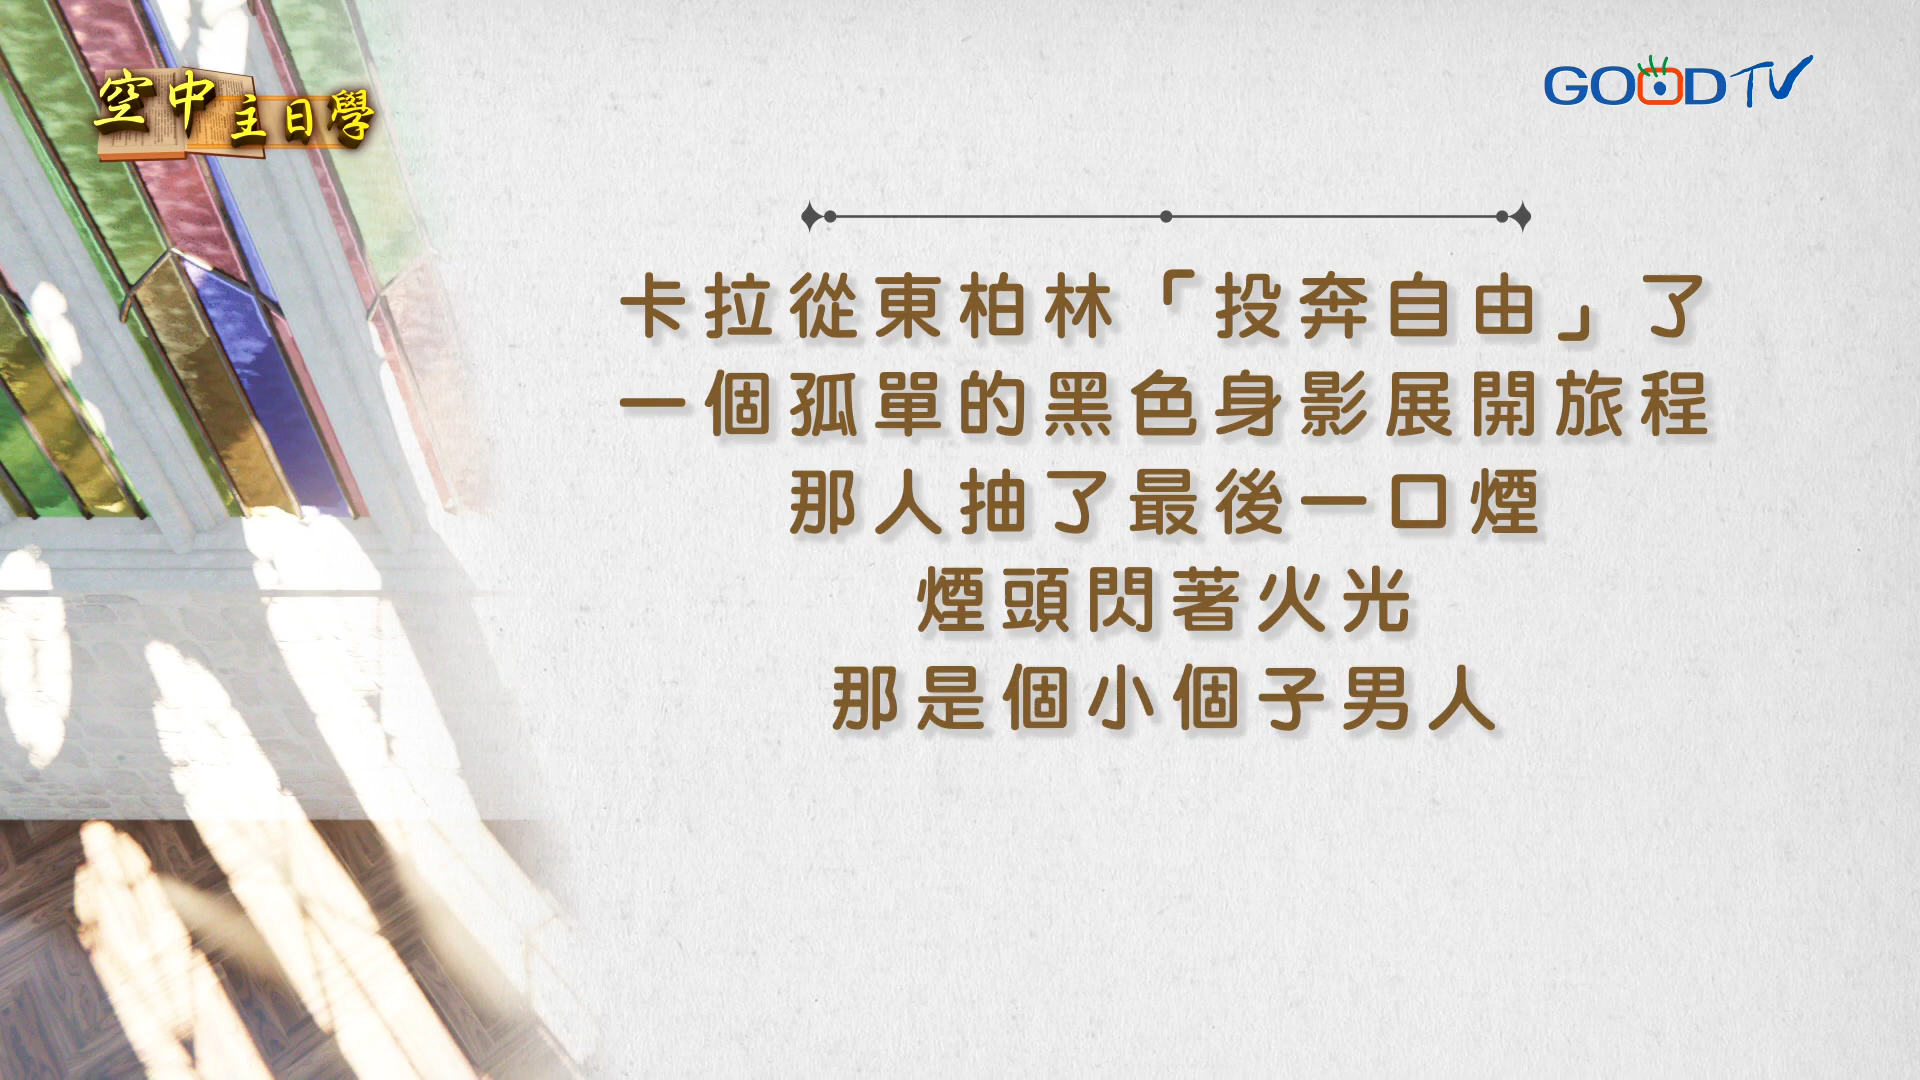 空中主日學
GOODTV
卡拉從東柏林「投奔自由」了
一個孤單的黑色身影展開旅程
那人抽了最後一口煙
煙頭閃著火光
那是個小個子男人